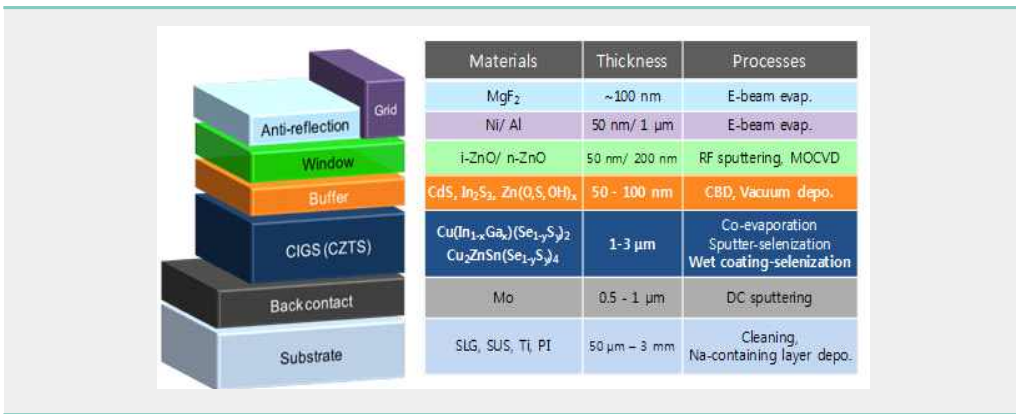 Anti-reflection
Grid
Window
Buffer
CIGS (CZTS)
Back contact
Substrate
Materials Thickness Processes
MgF₂ ~100 nm E-beam evap.
Ni/ Al 50 nm/ 1 μm E-beam evap.
i-ZnO/ n-ZnO 50 nm/ 200 nm RF sputtering, MOCVD
CdS, In₂S₃, Zn(O,S,OH)ₓ 50 - 100 nm CBD, Vacuum depo.
Cu(In₁₋ₓGaₓ)(Se₁₋ᵧSᵧ)₂
Cu₂ZnSn(Se₁₋ᵧSᵧ)₄
1-3 μm
Co-evaporation
Sputter-selenization
Wet coating-selenization
Mo 0.5 - 1 μm DC sputtering
SLG, SUS, Ti, PI 50 μm – 3 mm
Cleaning,
Na-containing layer depo.